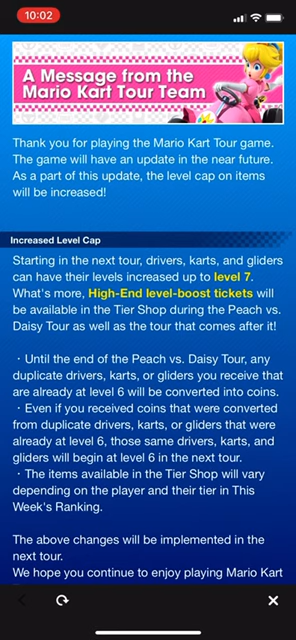 10:02
A Message from the
Mario Kart Tour Team
Thank you for playing the Mario Kart Tour game.
The game will have an update in the near future.
As a part of this update, the level cap on items
will be increased!
Increased Level Cap
Starting in the next tour, drivers, karts, and gliders
can have their levels increased up to level 7.
What's more, High-End level-boost tickets will
be available in the Tier Shop during the Peach vs.
Daisy Tour as well as the tour that comes after it!
・Until the end of the Peach vs. Daisy Tour, any
duplicate drivers, karts, or gliders you receive that
are already at level 6 will be converted into coins.
・Even if you received coins that were converted
from duplicate drivers, karts, or gliders that were
already at level 6, those same drivers, karts, and
gliders will begin at level 6 in the next tour.
・The items available in the Tier Shop will vary
depending on the player and their tier in This
Week's Ranking.
The above changes will be implemented in the
next tour.
We hope you continue to enjoy playing Mario Kart